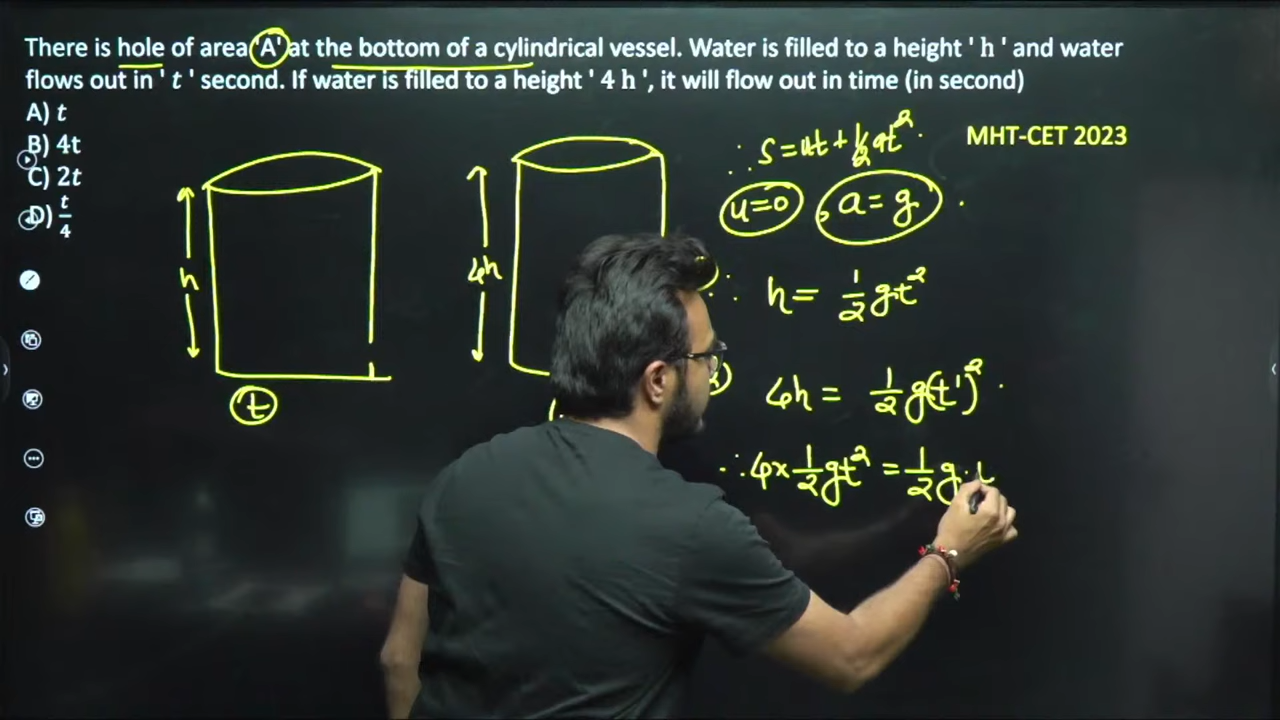 There is hole of area 'A' at the bottom of a cylindrical vessel. Water is filled to a height ' h ' and water
flows out in ' t ' second. If water is filled to a height ' 4 h ', it will flow out in time (in second)
A) t
B) 4t
C) 2t
D) t/4
MHT-CET 2023
h
t
4h
∴ s = ut + 1/2 at²
u=0, a = g
∴ h = 1/2 gt²
4h = 1/2 g(t')²
∴ 4 × 1/2 gt² = 1/2 g